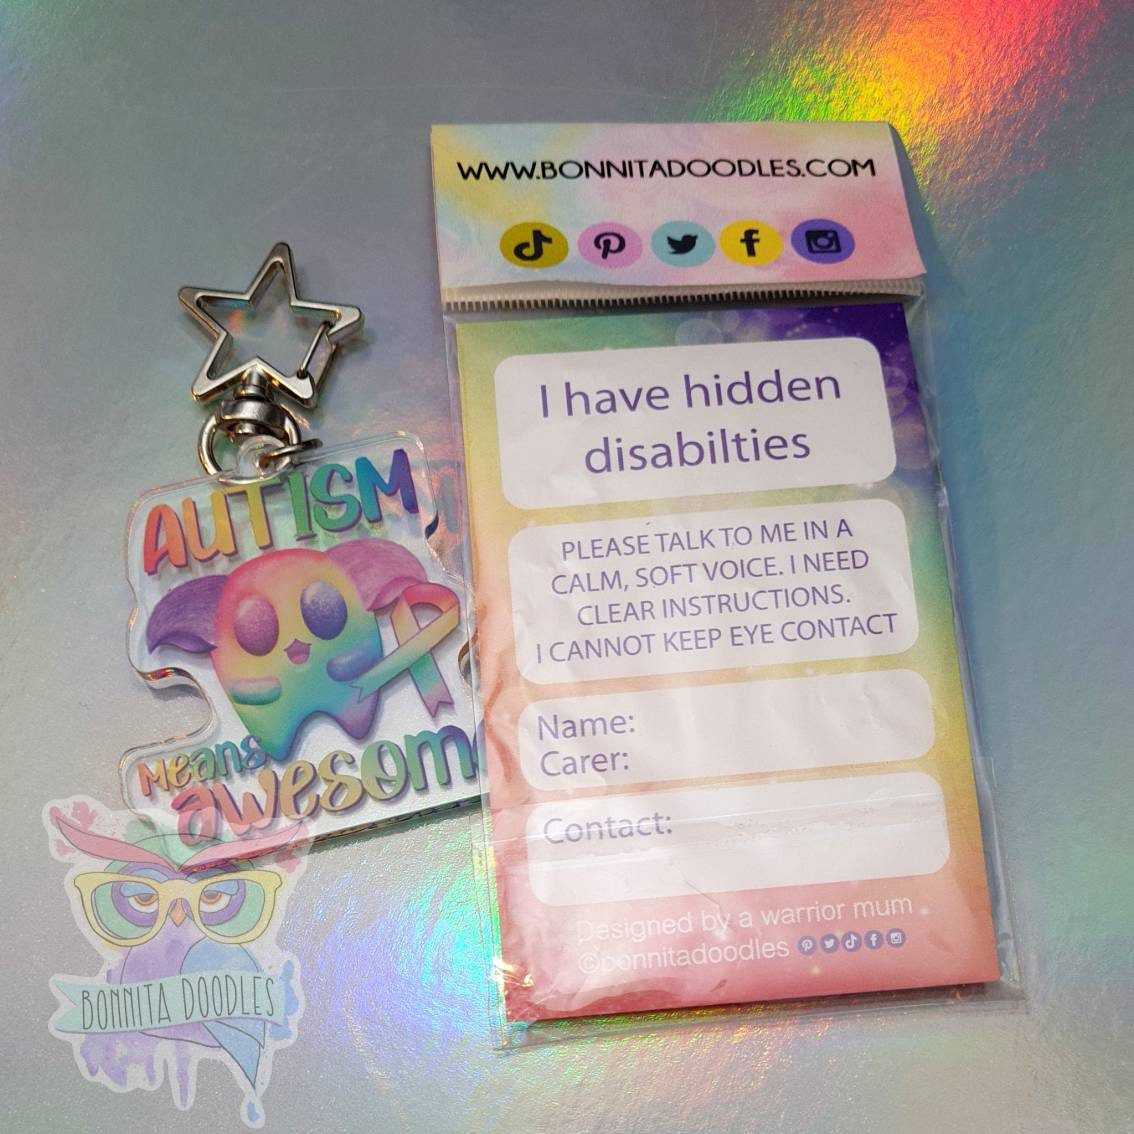 WWW.BONNITADOODLES.COM
I have hidden
disabilties
PLEASE TALK TO ME IN A
CALM, SOFT VOICE. I NEED
CLEAR INSTRUCTIONS.
I CANNOT KEEP EYE CONTACT
Name:
Carer:
Contact:
Designed by a warrior mum
©bonnitadoodles
AUTISM
Means
awesome
BONNITA DOODLES